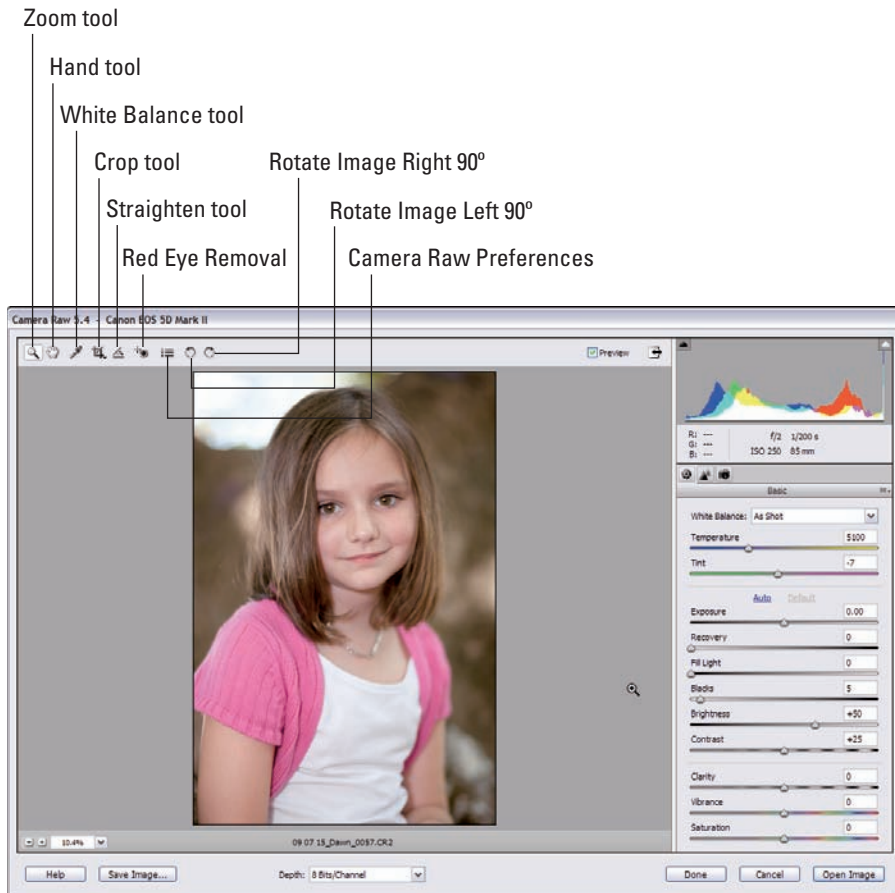 Zoom tool
Hand tool
White Balance tool
Crop tool
Rotate Image Right 90º
Straighten tool
Rotate Image Left 90º
Red Eye Removal
Camera Raw Preferences
Camera Raw 5.4 - Canon EOS 5D Mark II
Preview
R: ---
G: ---
B: ---
f/2 1/200 s
ISO 250 85 mm
Basic
White Balance: As Shot
Temperature 5100
Tint -7
Auto Default
Exposure 0.00
Recovery 0
Fill Light 0
Blacks 5
Brightness +50
Contrast +25
Clarity 0
Vibrance 0
Saturation 0
10.4% 09 07 15_Dawn_0057.CR2
Help Save Image... Depth: 8 Bits/Channel Done Cancel Open Image